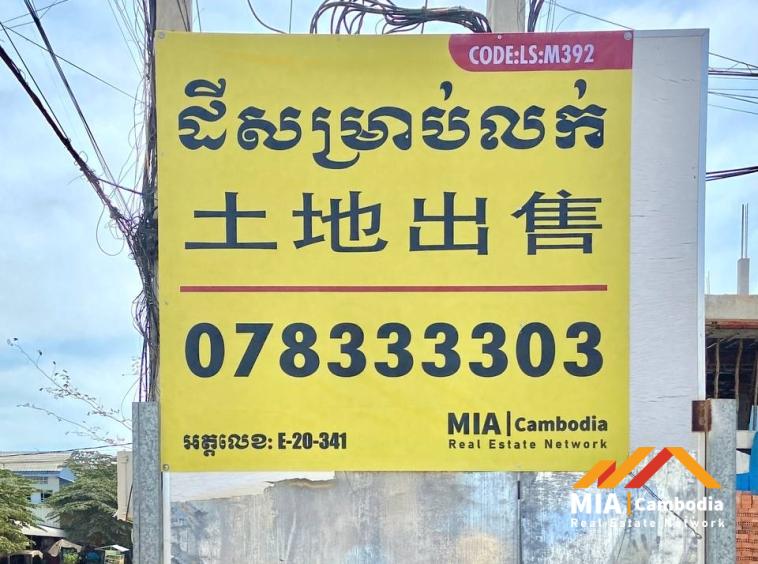 CODE:LS:M392
ដីសម្រាប់លក់
土地出售
078333303
អត្តលេខ: E-20-341
MIA|Cambodia
Real Estate Network
MIA|Cambodia
Real Estate Network